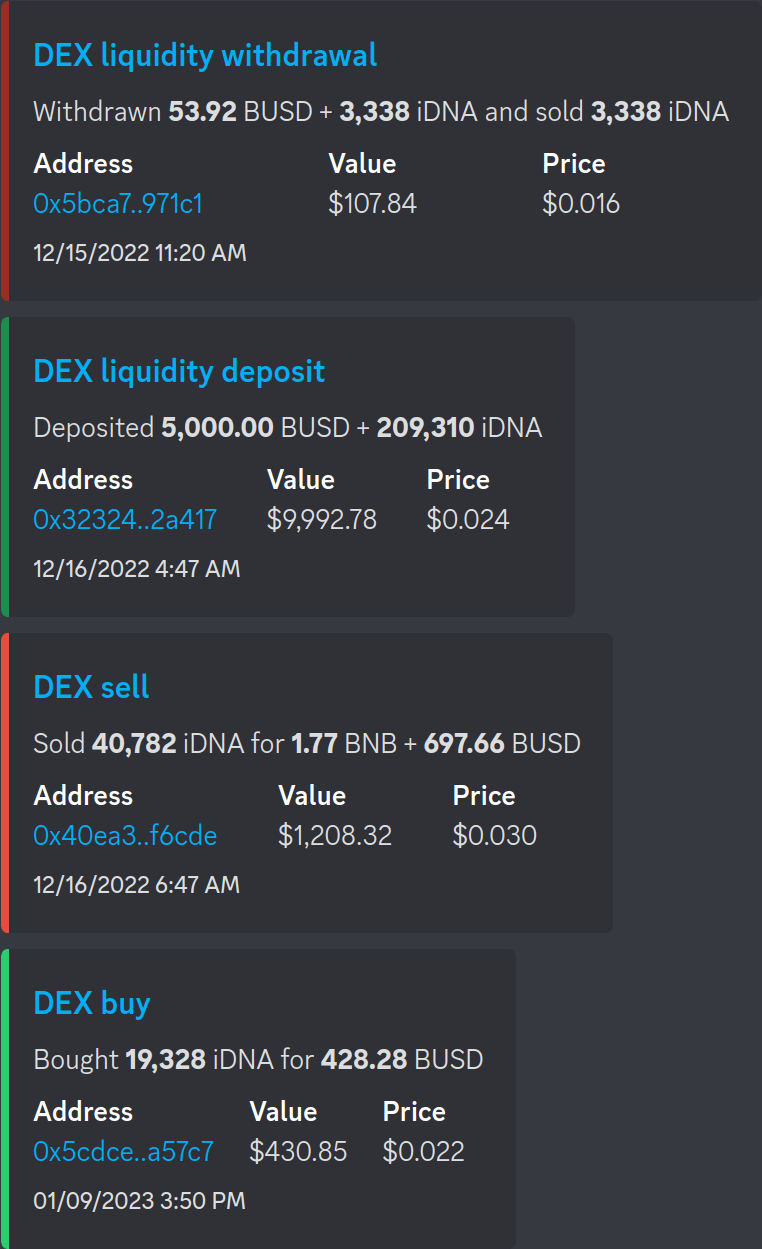 DEX liquidity withdrawal
Withdrawn 53.92 BUSD + 3,338 iDNA and sold 3,338 iDNA
Address Value Price
0x5bca7..971c1 $107.84 $0.016
12/15/2022 11:20 AM
DEX liquidity deposit
Deposited 5,000.00 BUSD + 209,310 iDNA
Address Value Price
0x32324..2a417 $9,992.78 $0.024
12/16/2022 4:47 AM
DEX sell
Sold 40,782 iDNA for 1.77 BNB + 697.66 BUSD
Address Value Price
0x40ea3..f6cde $1,208.32 $0.030
12/16/2022 6:47 AM
DEX buy
Bought 19,328 iDNA for 428.28 BUSD
Address Value Price
0x5cdce..a57c7 $430.85 $0.022
01/09/2023 3:50 PM